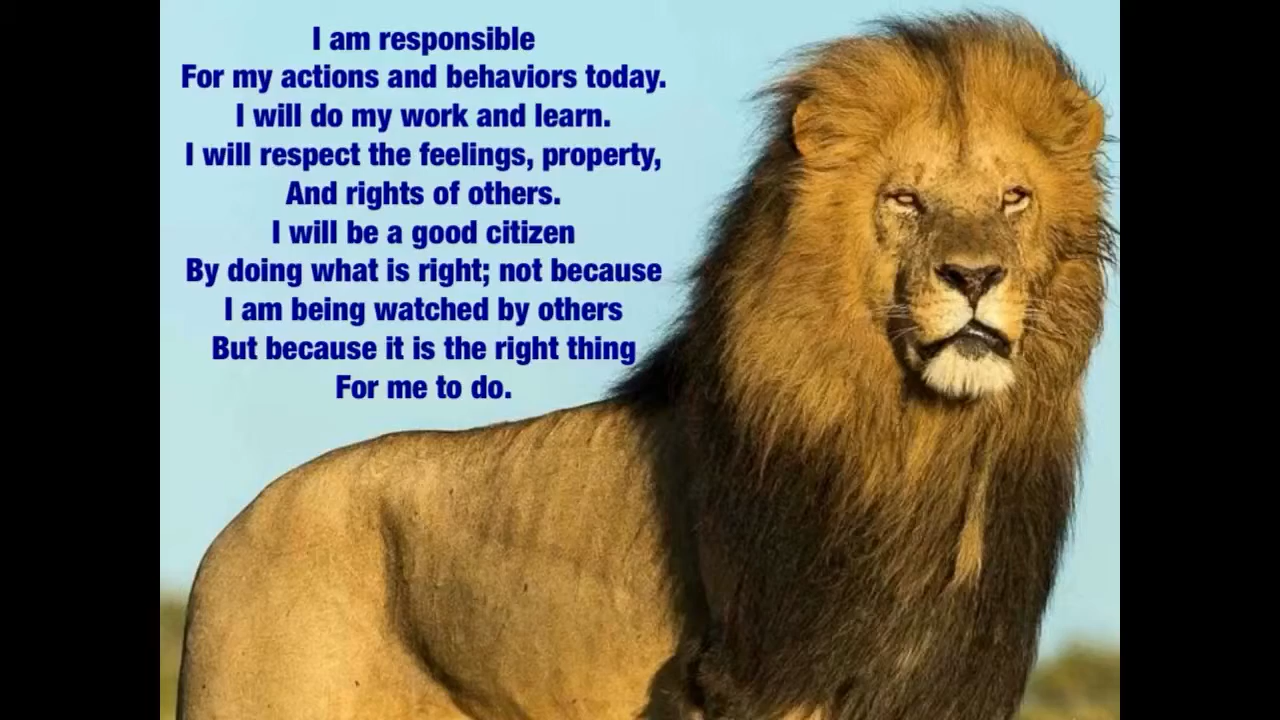 I am responsible
For my actions and behaviors today.
I will do my work and learn.
I will respect the feelings, property,
And rights of others.
I will be a good citizen
By doing what is right; not because
I am being watched by others
But because it is the right thing
For me to do.